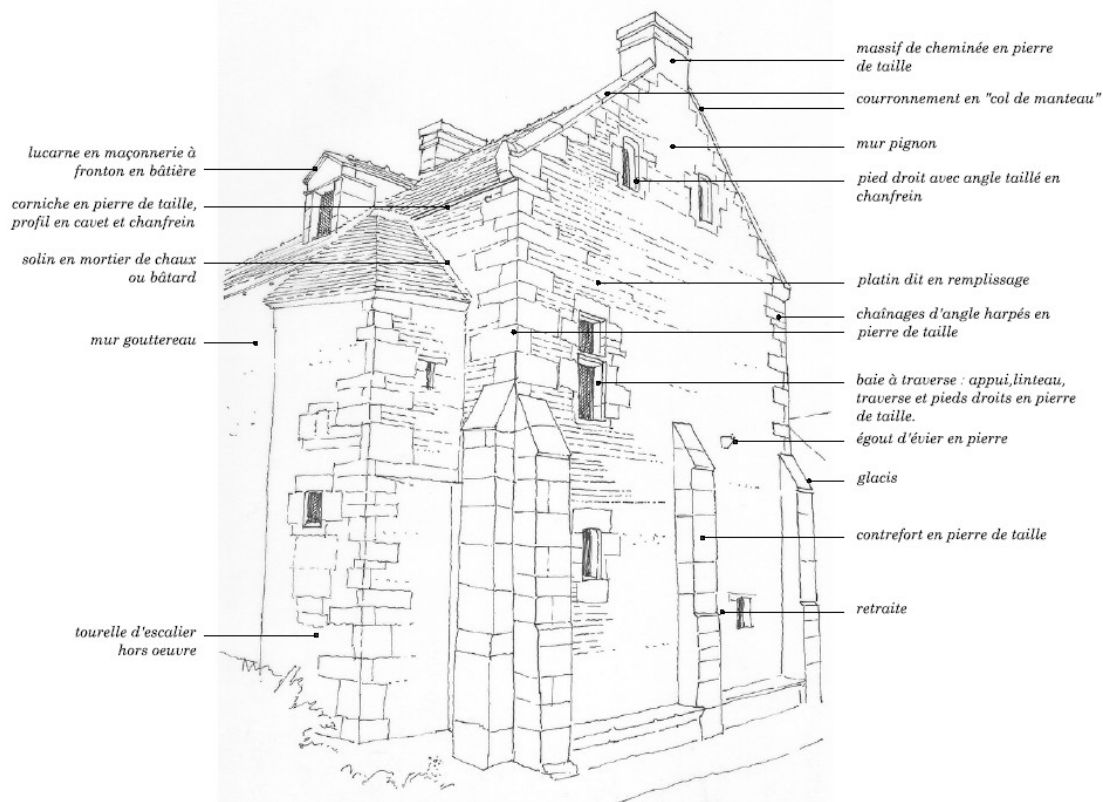 lucarne en maçonnerie à
fronton en bâtière
corniche en pierre de taille,
profil en cavet et chanfrein
solin en mortier de chaux
ou bâtard
mur gouttereau
tourelle d'escalier
hors oeuvre
massif de cheminée en pierre
de taille
courronnement en "col de manteau"
mur pignon
pied droit avec angle taillé en
chanfrein
platin dit en remplissage
chaînages d'angle harpés en
pierre de taille
baie à traverse : appui,linteau,
traverse et pieds droits en pierre
de taille.
égout d'évier en pierre
glacis
contrefort en pierre de taille
retraite